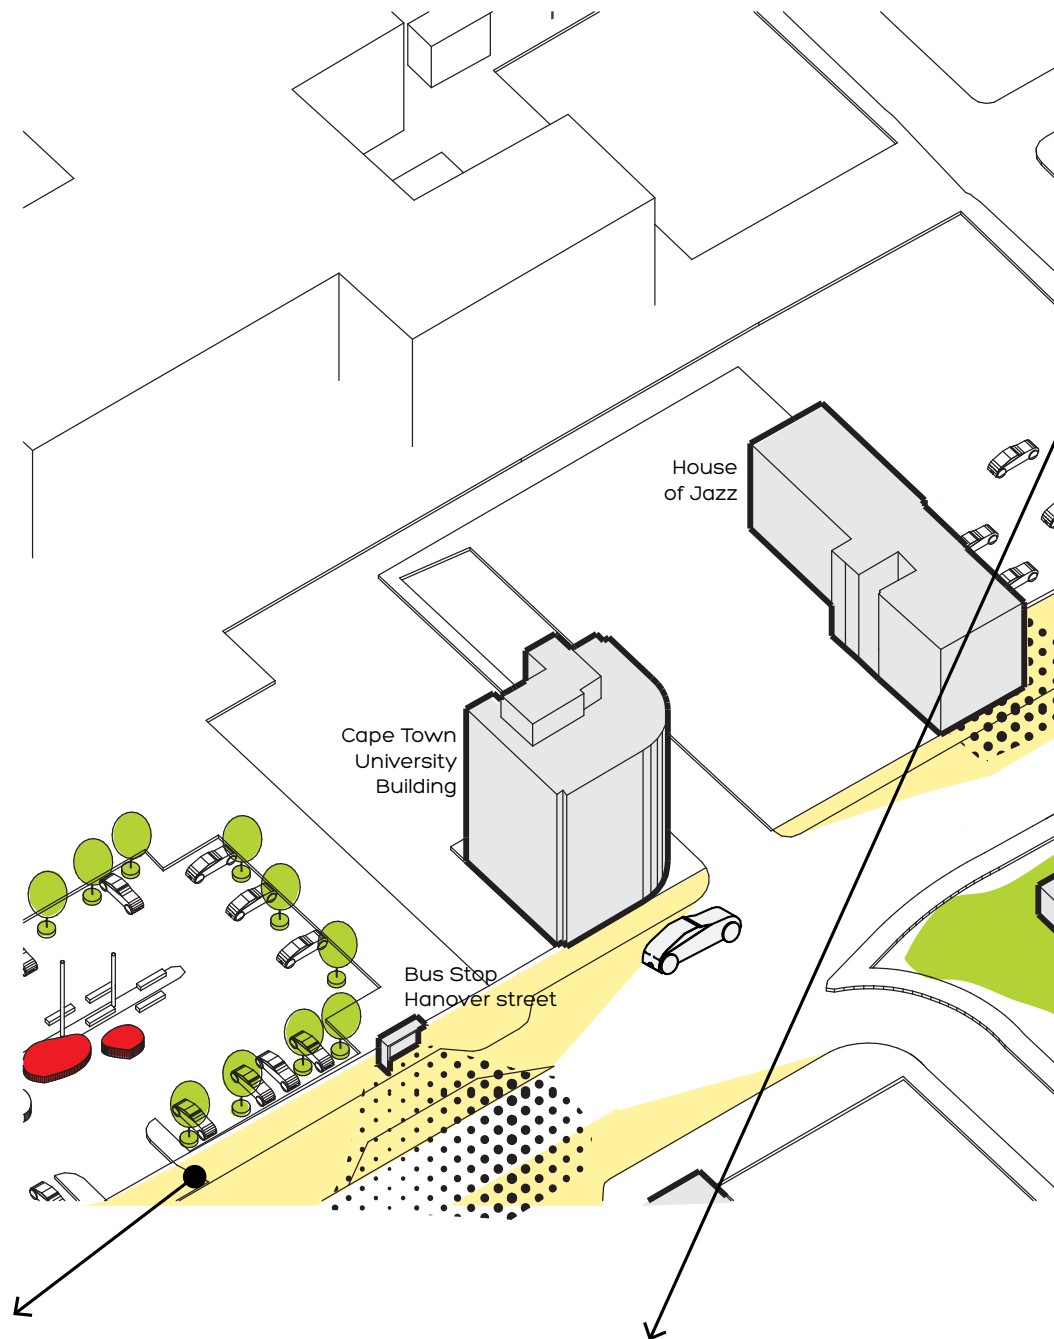 House
of Jazz
Cape Town
University
Building
Bus Stop
Hanover street